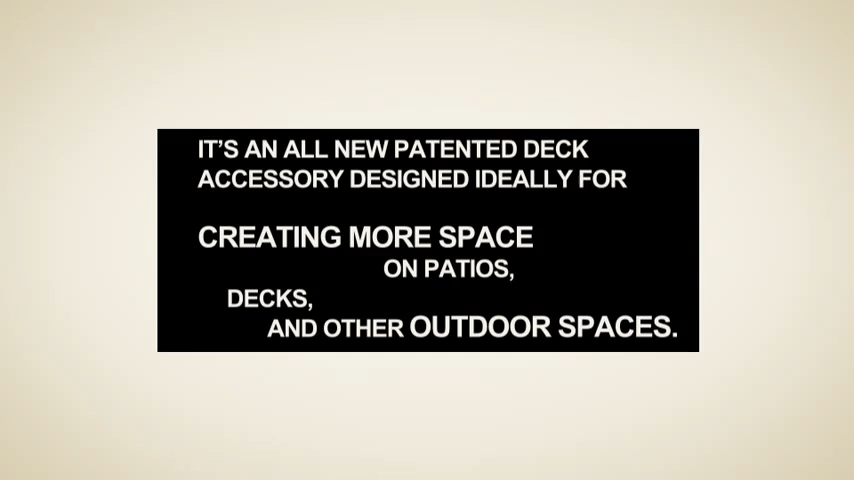 IT'S AN ALL NEW PATENTED DECK
ACCESSORY DESIGNED IDEALLY FOR
CREATING MORE SPACE
ON PATIOS,
DECKS,
AND OTHER OUTDOOR SPACES.